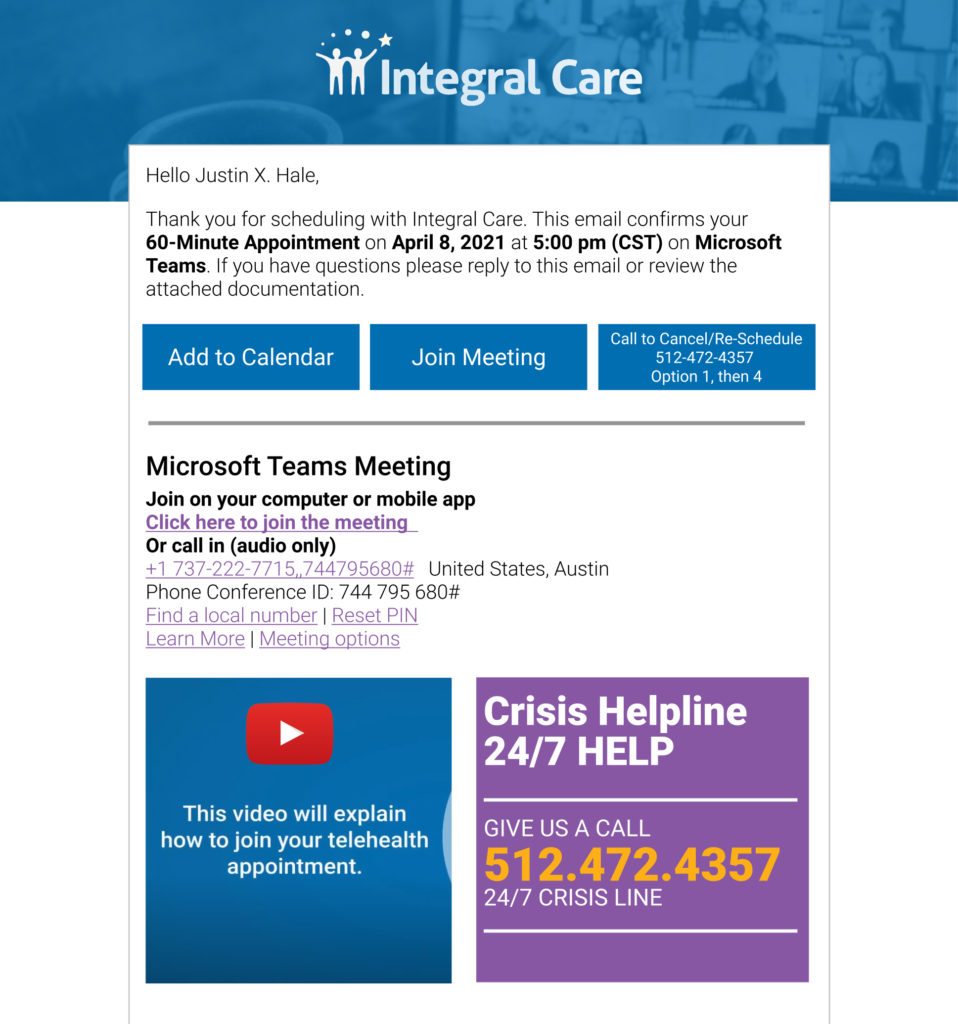 Integral Care
Hello Justin X. Hale,
Thank you for scheduling with Integral Care. This email confirms your
60-Minute Appointment on April 8, 2021 at 5:00 pm (CST) on Microsoft
Teams. If you have questions please reply to this email or review the
attached documentation.
Add to Calendar
Join Meeting
Call to Cancel/Re-Schedule
512-472-4357
Option 1, then 4
Microsoft Teams Meeting
Join on your computer or mobile app
Click here to join the meeting
Or call in (audio only)
+1 737-222-7715,,744795680# United States, Austin
Phone Conference ID: 744 795 680#
Find a local number | Reset PIN
Learn More | Meeting options
This video will explain
how to join your telehealth
appointment.
Crisis Helpline
24/7 HELP
GIVE US A CALL
512.472.4357
24/7 CRISIS LINE